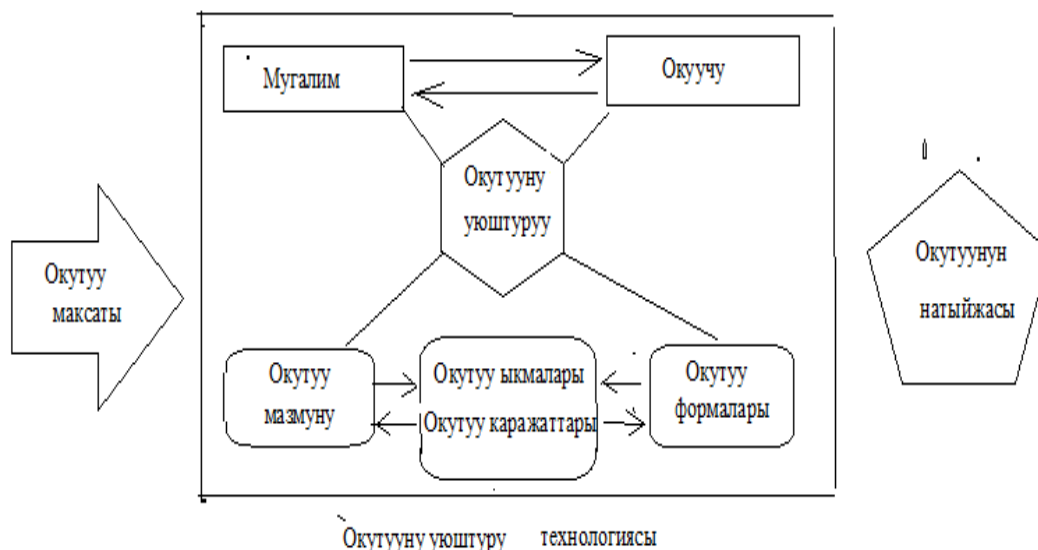 Мугалим
Окуучу
Окутууну
уюштуруу
Окутуу
максаты
Окутуунун
натыйжасы
Окутуу
мазмуну
Окутуу ыкмалары
Окутуу каражаттары
Окутуу
формалары
Окутууну уюштуру технологиясы